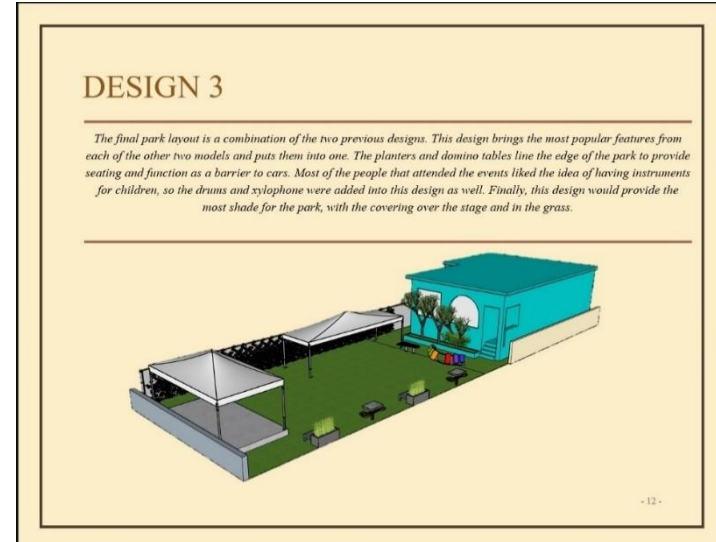 DESIGN 3
The final park layout is a combination of the two previous designs. This design brings the most popular features from
each of the other two models and puts them into one. The planters and domino tables line the edge of the park to provide
seating and function as a barrier to cars. Most of the people that attended the events liked the idea of having instruments
for children, so the drums and xylophone were added into this design as well. Finally, this design would provide the
most shade for the park, with the covering over the stage and in the grass.
- 12 -